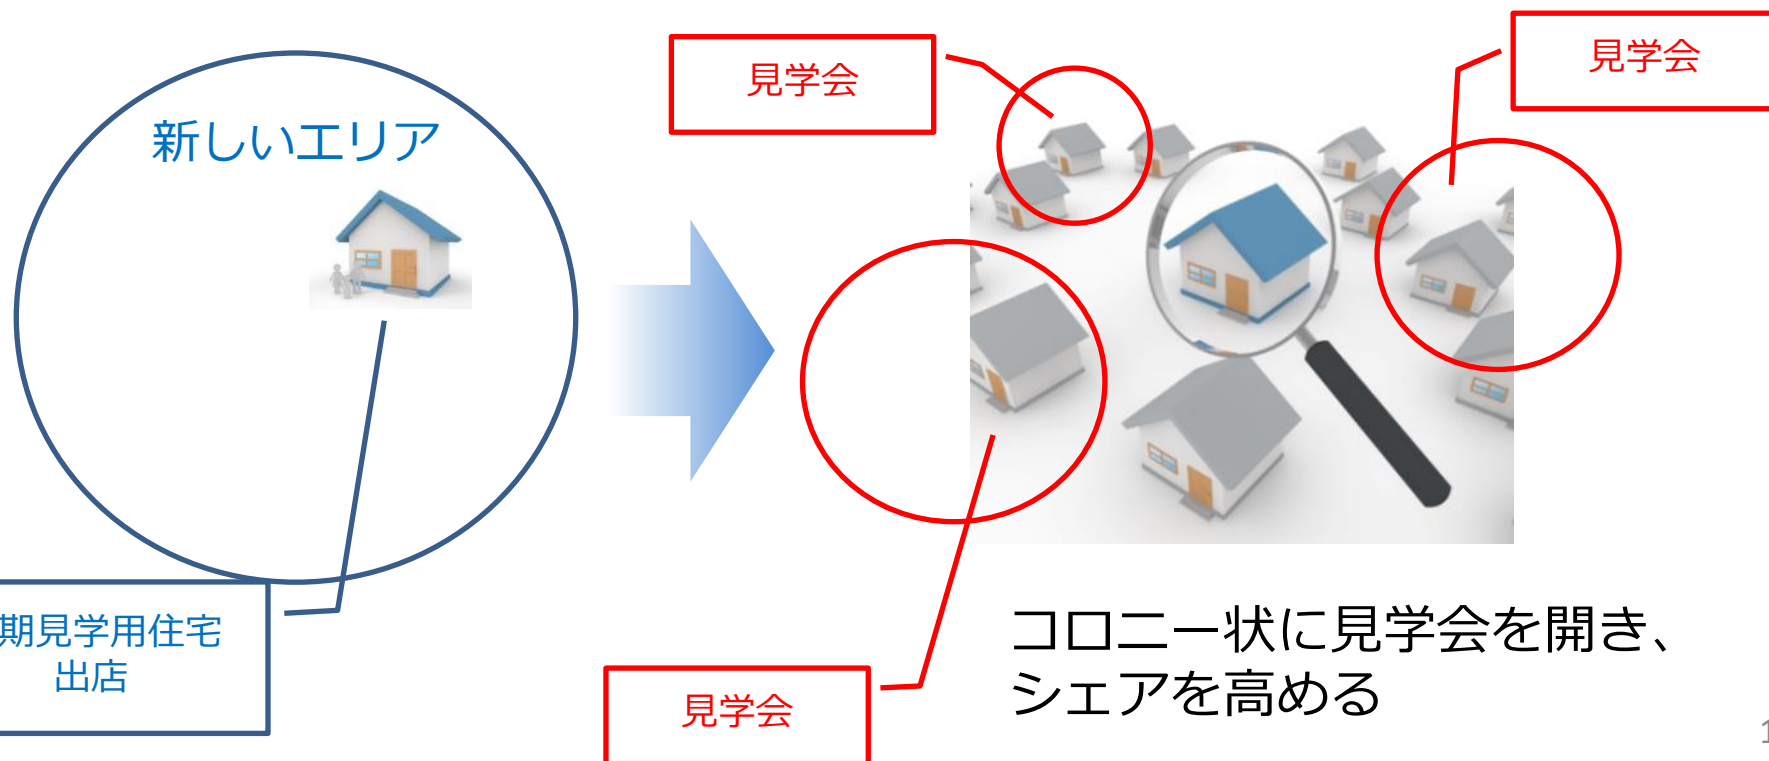 新しいエリア
期見学用住宅
出店
見学会
見学会
見学会
コロニー状に見学会を開き、
シェアを高める
1